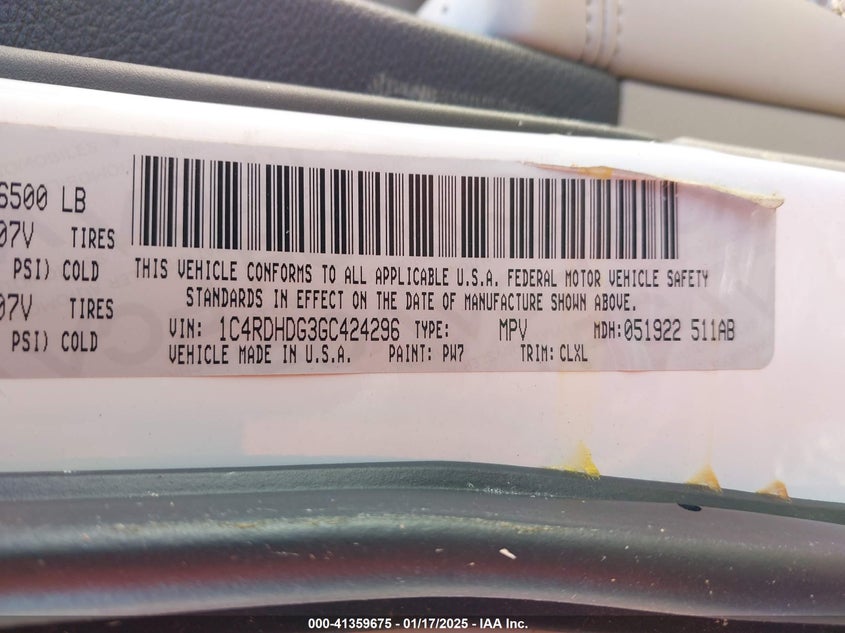 6500 LB
07V TIRES
PSI) COLD
07V TIRES
PSI) COLD
THIS VEHICLE CONFORMS TO ALL APPLICABLE U.S.A. FEDERAL MOTOR VEHICLE SAFETY
STANDARDS IN EFFECT ON THE DATE OF MANUFACTURE SHOWN ABOVE.
VIN: 1C4RDHDG3GC424296 TYPE: MPV MDH: 051922 511AB
VEHICLE MADE IN U.S.A. PAINT: PW7 TRIM: CLXL
000-41359675 - 01/17/2025 - IAA Inc.